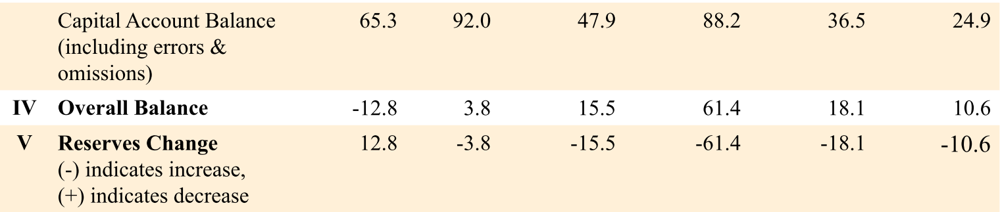 Capital Account Balance 65.3 92.0 47.9 88.2 36.5 24.9
(including errors &
omissions)
IV Overall Balance -12.8 3.8 15.5 61.4 18.1 10.6
V Reserves Change 12.8 -3.8 -15.5 -61.4 -18.1 -10.6
(-) indicates increase,
(+) indicates decrease